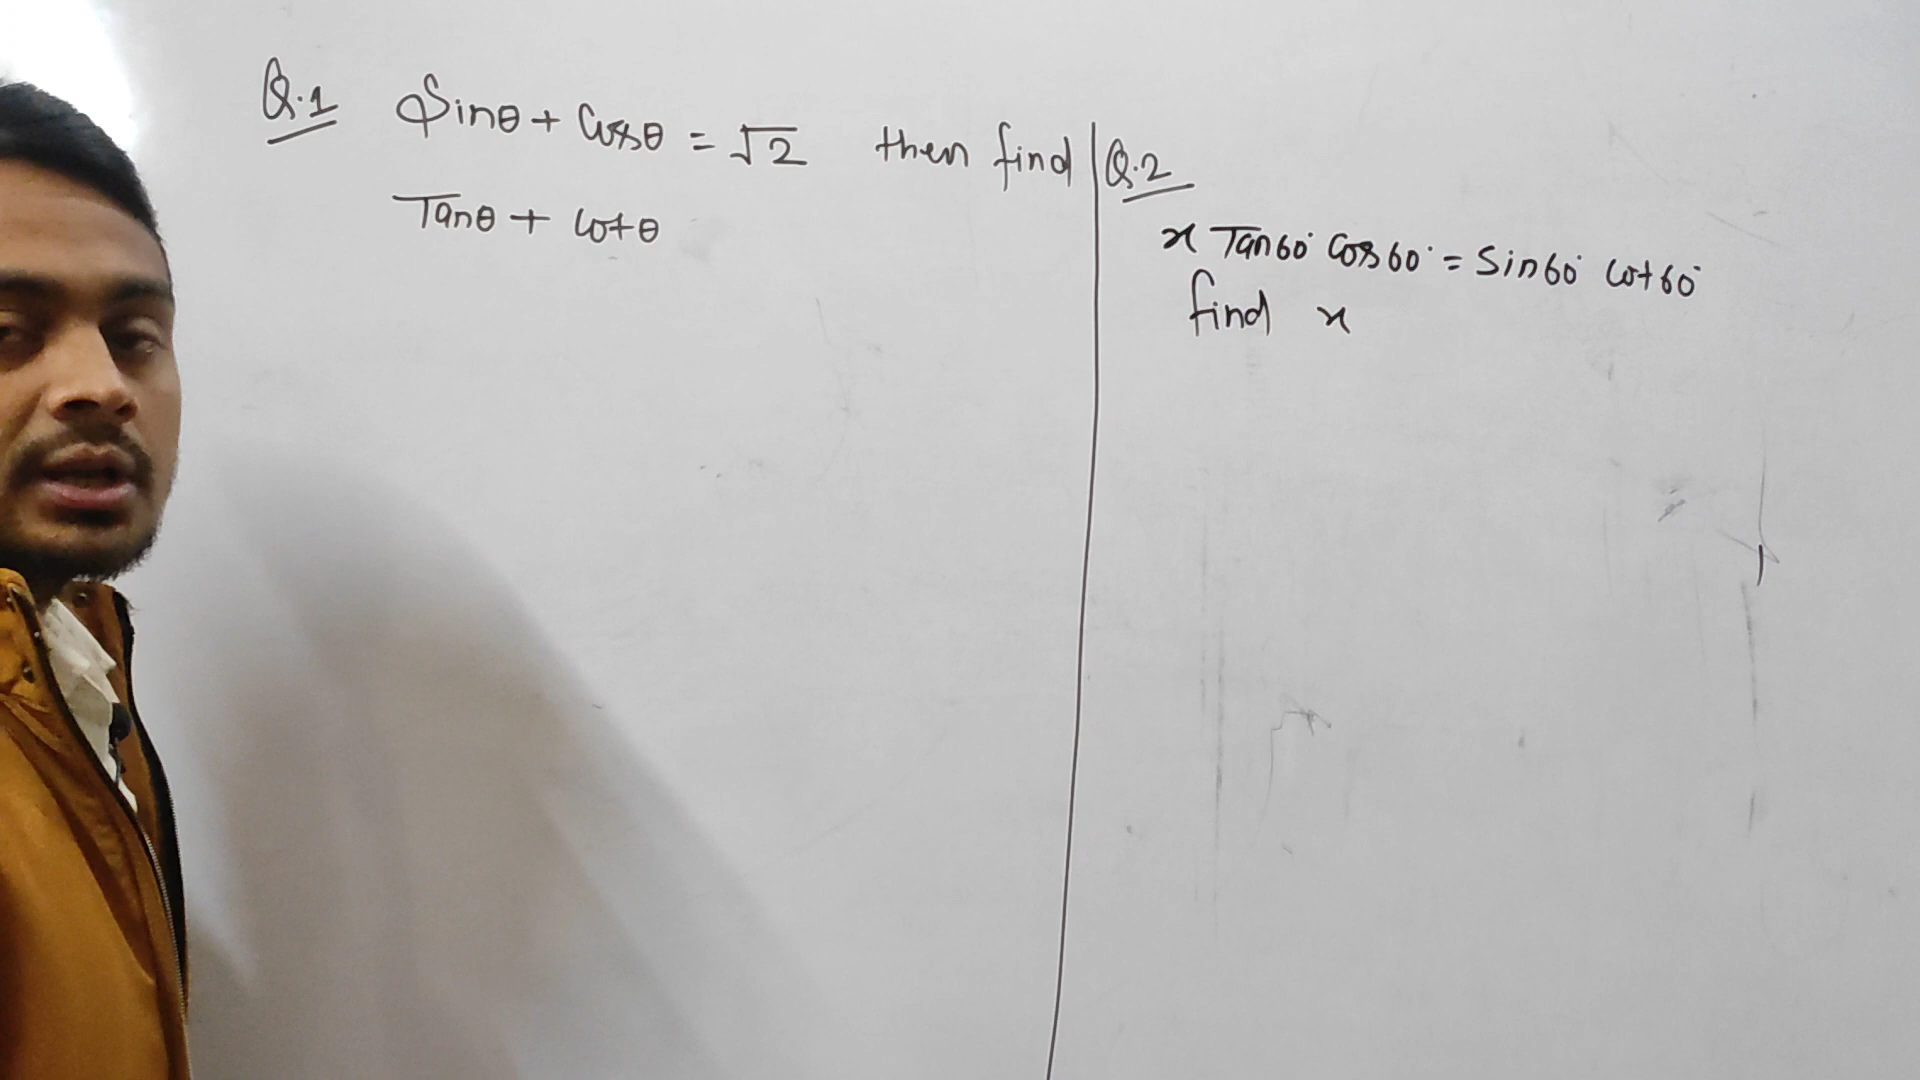 Q.1 Sinθ + Cosθ = √2 then find
Tanθ + Cotθ
Q.2
x Tan60° Cos60° = Sin60° Cot60°
find x